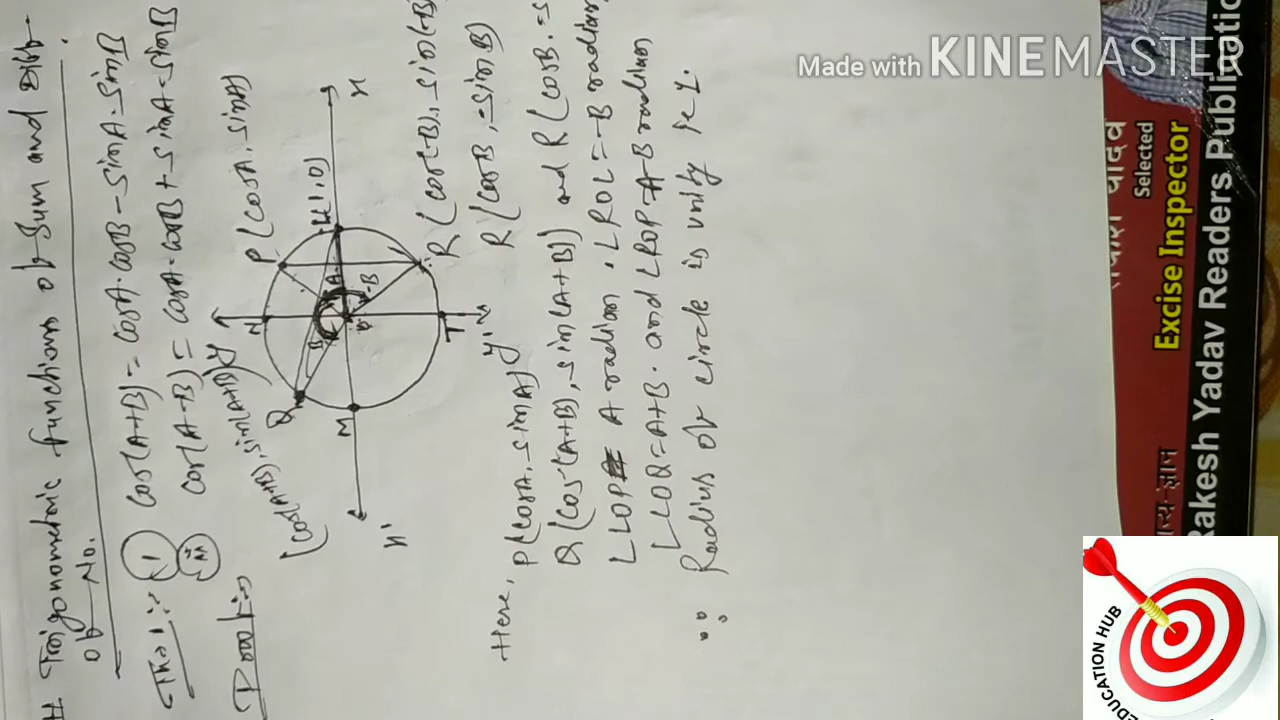 # Trigonometric functions of sum and
of No.
Th.1:- (i) cos(A+B) = cosA.cosB - sinA.sinB
(ii) cos(A-B) = cosA.cosB + sinA.sinB
Proof:-
(cos(A+B), sin(A+B))
P(cosA, sinA)
R(cos(-B), sin(-B)
R(cosB, -sinB)
Q
P
L(1,0)
N
M
T
A
B
-B
O
X
X'
Y
Y'
Here, P(cosA, sinA)
Q(cos(A+B), sin(A+B)) and R(cosB, -s
∠LOP = A radian, ∠ROL = -B radian,
∠LOQ = A+B. and ∠ROP = A-B radian
∵ Radius of circle is unity ie 1.
Made with KINEMASTER
यादव
Selected
Excise Inspector
Rakesh Yadav Readers Publicatio
EDUCATION HUB